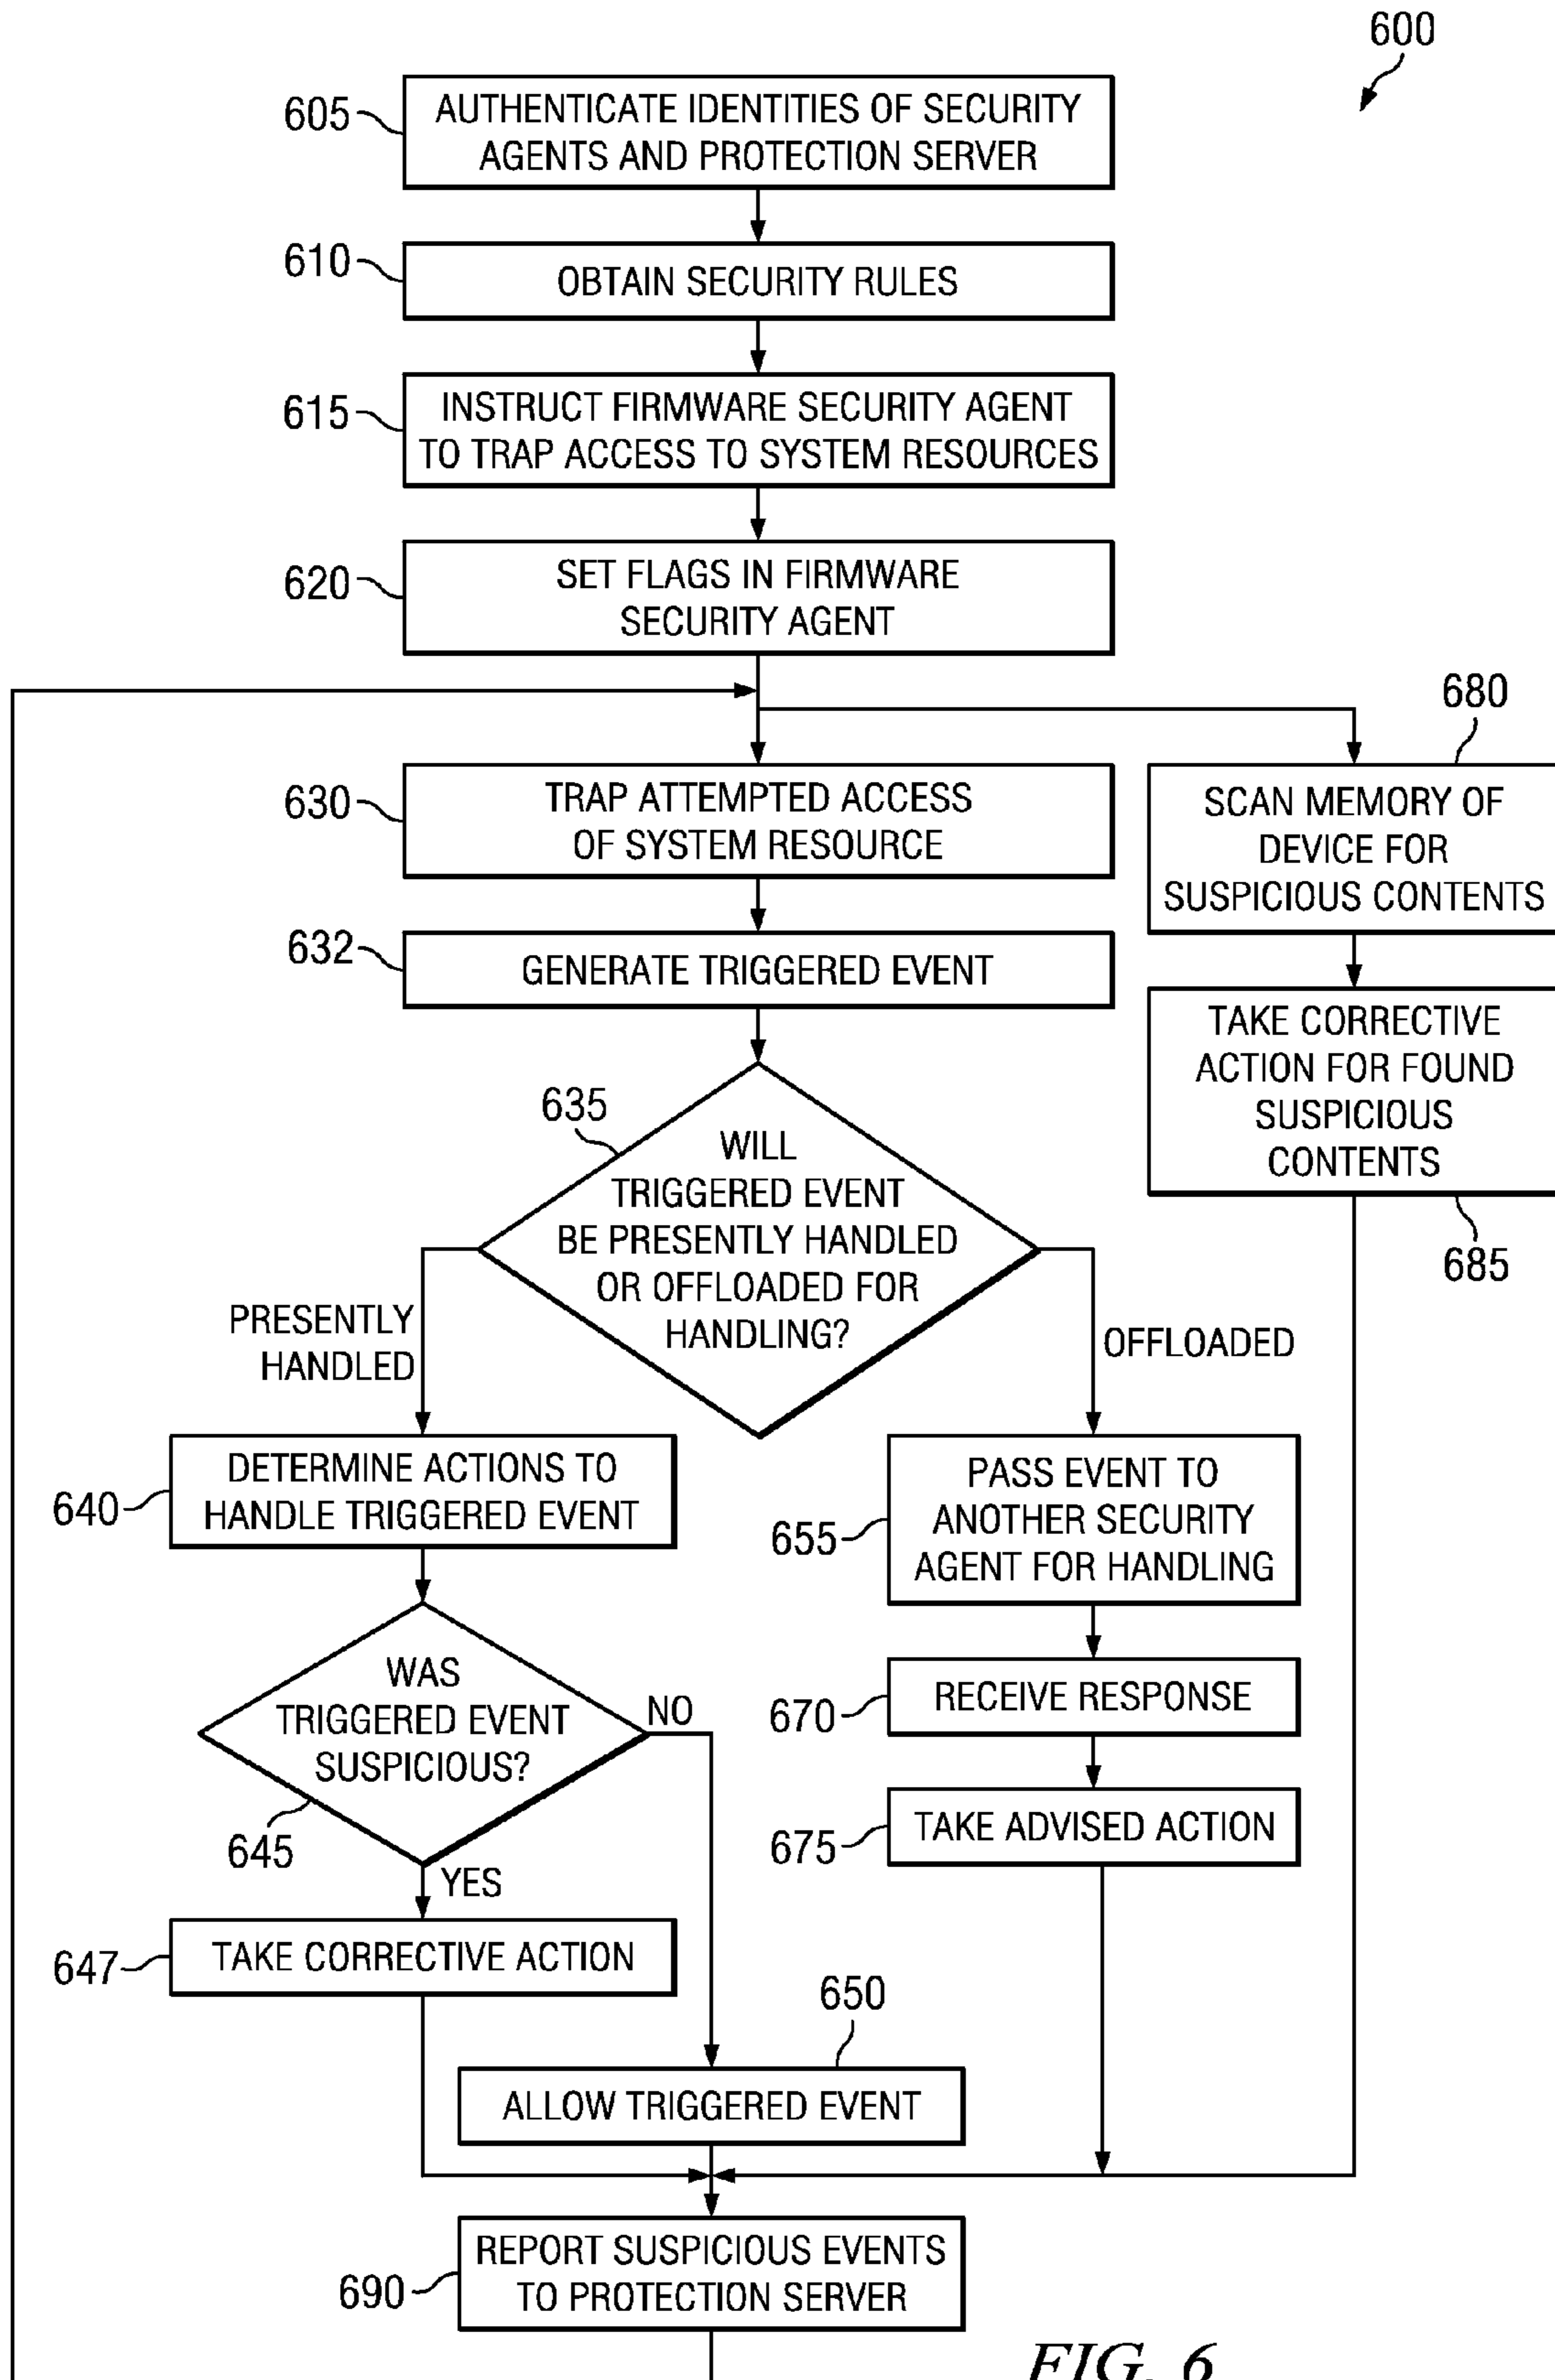 600
605
AUTHENTICATE IDENTITIES OF SECURITY
AGENTS AND PROTECTION SERVER
610
OBTAIN SECURITY RULES
615
INSTRUCT FIRMWARE SECURITY AGENT
TO TRAP ACCESS TO SYSTEM RESOURCES
620
SET FLAGS IN FIRMWARE
SECURITY AGENT
630
TRAP ATTEMPTED ACCESS
OF SYSTEM RESOURCE
680
SCAN MEMORY OF
DEVICE FOR
SUSPICIOUS CONTENTS
632
GENERATE TRIGGERED EVENT
TAKE CORRECTIVE
ACTION FOR FOUND
SUSPICIOUS
CONTENTS
685
635
WILL
TRIGGERED EVENT
BE PRESENTLY HANDLED
OR OFFLOADED FOR
HANDLING?
PRESENTLY
HANDLED
OFFLOADED
640
DETERMINE ACTIONS TO
HANDLE TRIGGERED EVENT
655
PASS EVENT TO
ANOTHER SECURITY
AGENT FOR HANDLING
WAS
TRIGGERED EVENT
SUSPICIOUS?
645
NO
YES
670
RECEIVE RESPONSE
675
TAKE ADVISED ACTION
647
TAKE CORRECTIVE ACTION
650
ALLOW TRIGGERED EVENT
690
REPORT SUSPICIOUS EVENTS
TO PROTECTION SERVER
FIG. 6